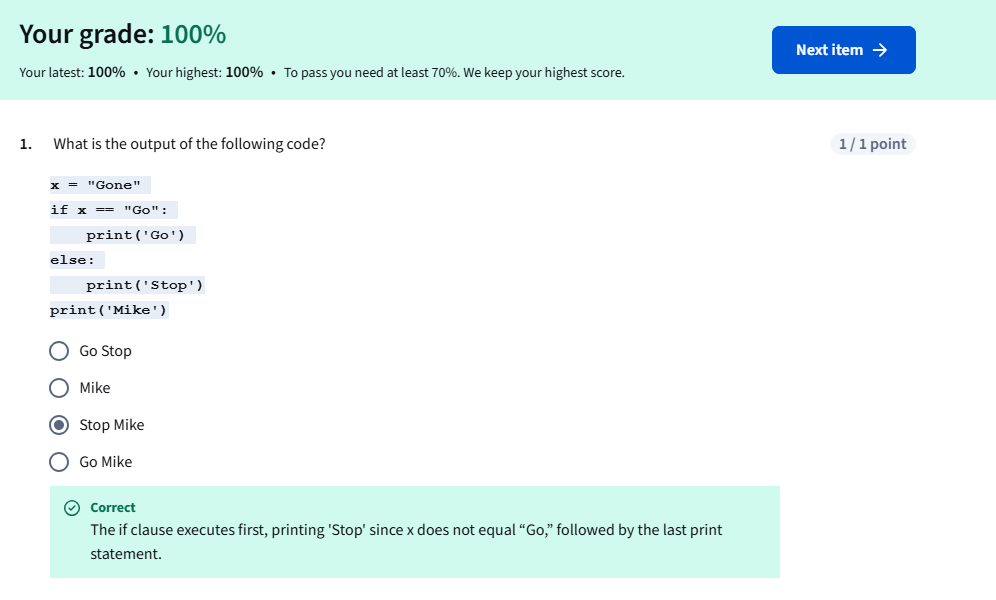 Your grade: 100%
Next item →
Your latest: 100% • Your highest: 100% • To pass you need at least 70%. We keep your highest score.
1. What is the output of the following code?
1 / 1 point
x = "Gone"
if x == "Go":
    print('Go')
else:
    print('Stop')
print('Mike')
Go Stop
Mike
Stop Mike
Go Mike
Correct
The if clause executes first, printing 'Stop' since x does not equal “Go,” followed by the last print
statement.